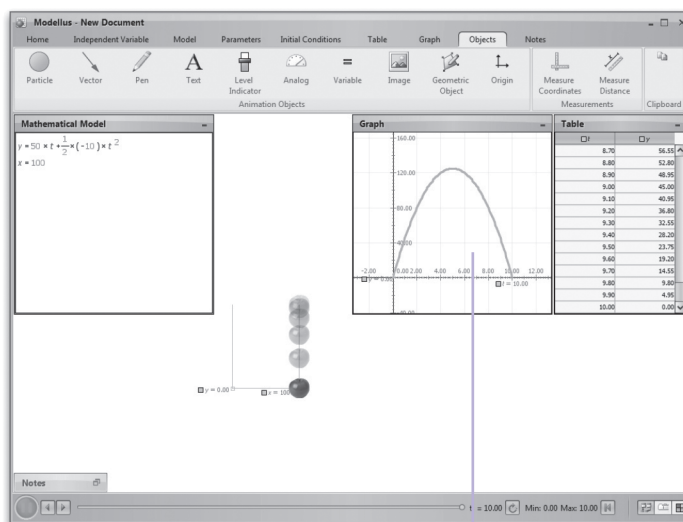 Modellus - New Document
Home Independent Variable Model Parameters Initial Conditions Table Graph Objects Notes
Particle Vector Pen Text Level Indicator Analog Variable Image Geometric Object Origin Measure Coordinates Measure Distance
Animation Objects Measurements Clipboard
Mathematical Model
y = 50 × t + 1/2 × ( -10 ) × t 2
x = 100
Graph
160.00
120.00
80.00
40.00
-2.00 0.00 2.00 4.00 6.00 8.00 10.00 12.00
y = 0.00
t = 10.00
-40.00
Table
t y
8.70 56.55
8.80 52.80
8.90 48.95
9.00 45.00
9.10 40.95
9.20 36.80
9.30 32.55
9.40 28.20
9.50 23.75
9.60 19.20
9.70 14.55
9.80 9.80
9.90 4.95
10.00 0.00
y = 0.00
x = 100
Notes
t = 10.00 Min: 0.00 Max: 10.00